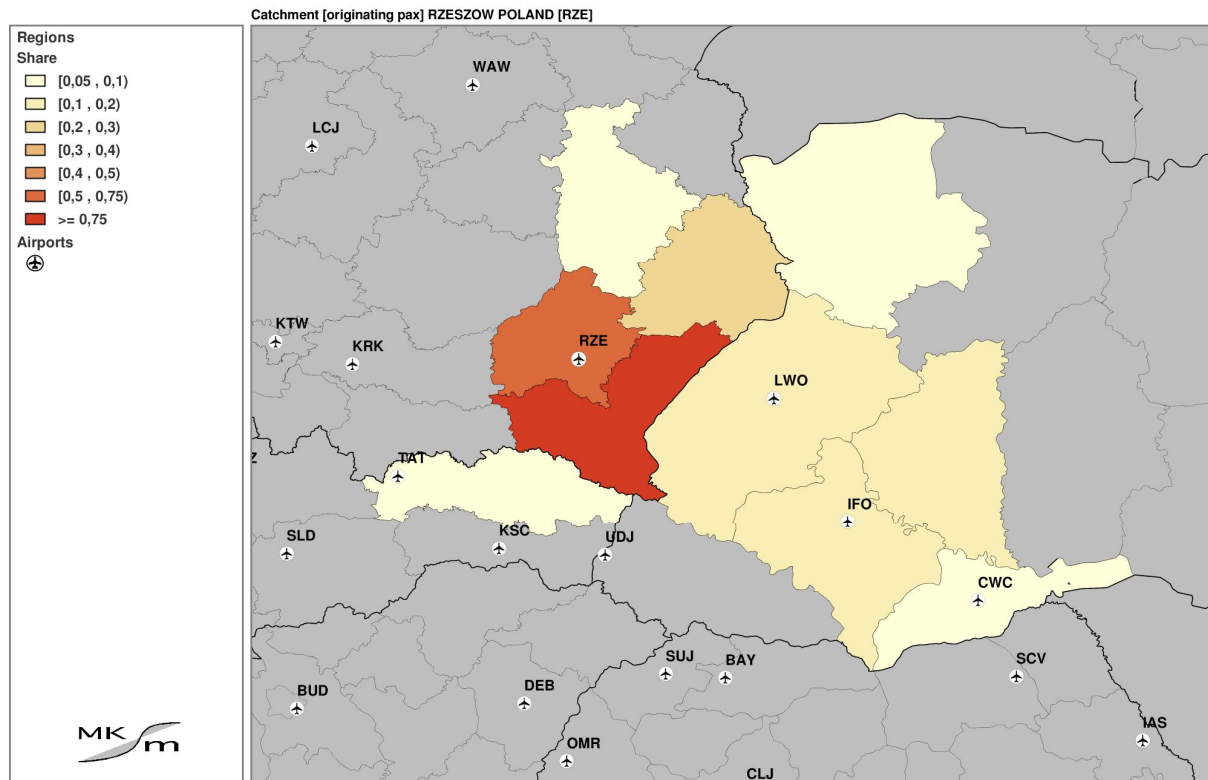 Catchment [originating pax] RZESZOW POLAND [RZE]
Regions
Share
[0,05 , 0,1)
[0,1 , 0,2)
[0,2 , 0,3)
[0,3 , 0,4)
[0,4 , 0,5)
[0,5 , 0,75)
>= 0,75
Airports
WAW
LCJ
KTW
KRK
RZE
LWO
Z
TAT
IFO
SLD
KSC
UDJ
CWC
SUJ
BAY
SCV
BUD
DEB
IAS
OMR
CLJ
MK
m